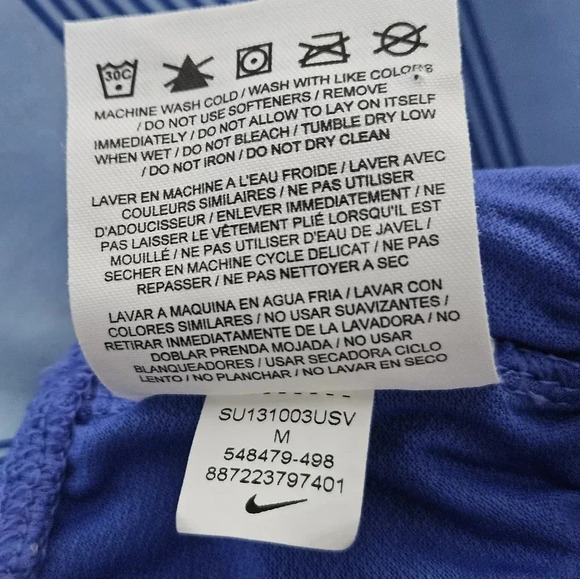 30C
MACHINE WASH COLD / WASH WITH LIKE COLORS
/ DO NOT USE SOFTENERS / REMOVE
IMMEDIATELY / DO NOT ALLOW TO LAY ON ITSELF
WHEN WET / DO NOT BLEACH / TUMBLE DRY LOW
/ DO NOT IRON / DO NOT DRY CLEAN
LAVER EN MACHINE A L'EAU FROIDE / LAVER AVEC
COULEURS SIMILAIRES / NE PAS UTILISER
D'ADOUCISSEUR / ENLEVER IMMEDIATEMENT / NE
PAS LAISSER LE VÊTEMENT PLIÉ LORSQU'IL EST
MOUILLÉ / NE PAS UTILISER D'EAU DE JAVEL /
SECHER EN MACHINE CYCLE DELICAT / NE PAS
REPASSER / NE PAS NETTOYER A SEC
LAVAR A MAQUINA EN AGUA FRIA / LAVAR CON
COLORES SIMILARES / NO USAR SUAVIZANTES /
RETIRAR INMEDIATAMENTE DE LA LAVADORA / NO
DOBLAR PRENDA MOJADA / NO USAR
BLANQUEADORES / USAR SECADORA CICLO
LENTO / NO PLANCHAR / NO LAVAR EN SECO
SU131003USV
M
548479-498
887223797401